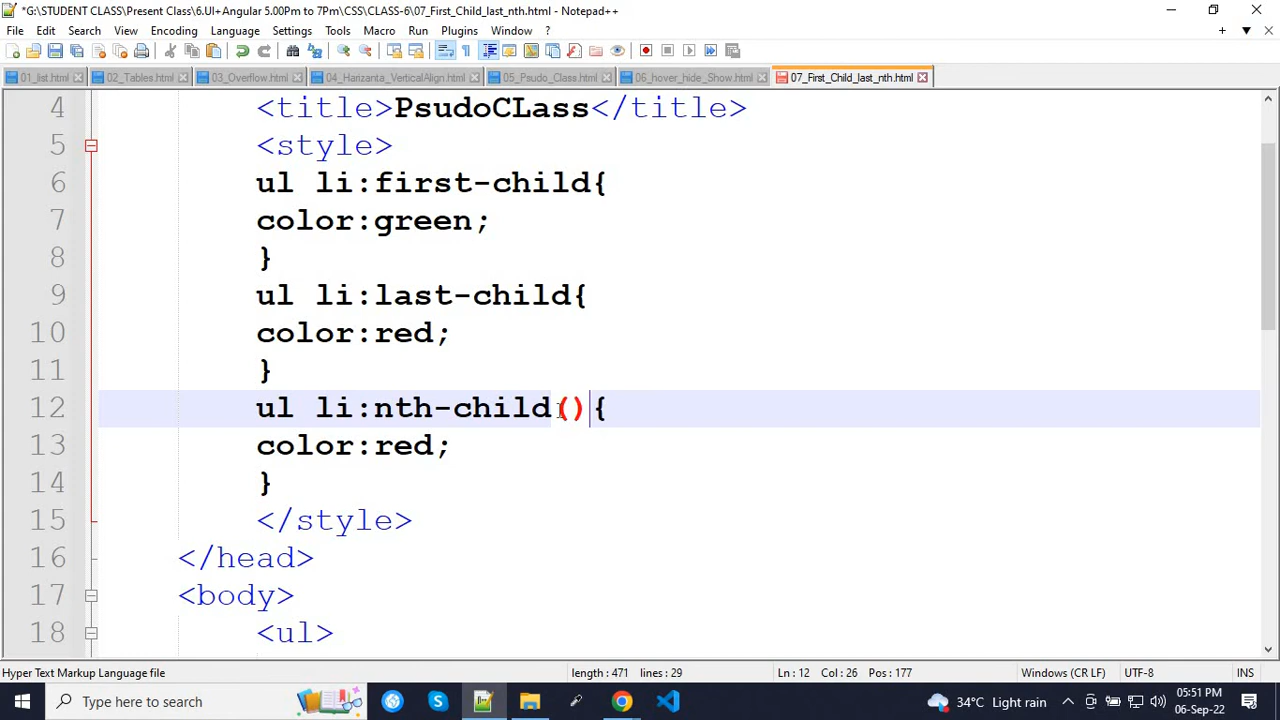 *G:\STUDENT CLASS\Present Class\6.UI+Angular 5.00Pm to 7Pm\CSS\CLASS-6\07_First_Child_last_nth.html - Notepad++
File Edit Search View Encoding Language Settings Tools Macro Run Plugins Window ?
01_list.html 02_Tables.html 03_Overflow.html 04_Harizanta_VerticalAlign.html 05_Psudo_Class.html 06_hover_hide_Show.html 07_First_Child_last_nth.html
4 <title>PsudoCLass</title>
5 <style>
6 ul li:first-child{
7 color:green;
8 }
9 ul li:last-child{
10 color:red;
11 }
12 ul li:nth-child(){
13 color:red;
14 }
15 </style>
16 </head>
17 <body>
18 <ul>
Hyper Text Markup Language file length : 471 lines : 29 Ln : 12 Col : 26 Pos : 177 Windows (CR LF) UTF-8 INS
Type here to search 34°C Light rain 05:51 PM
06-Sep-22